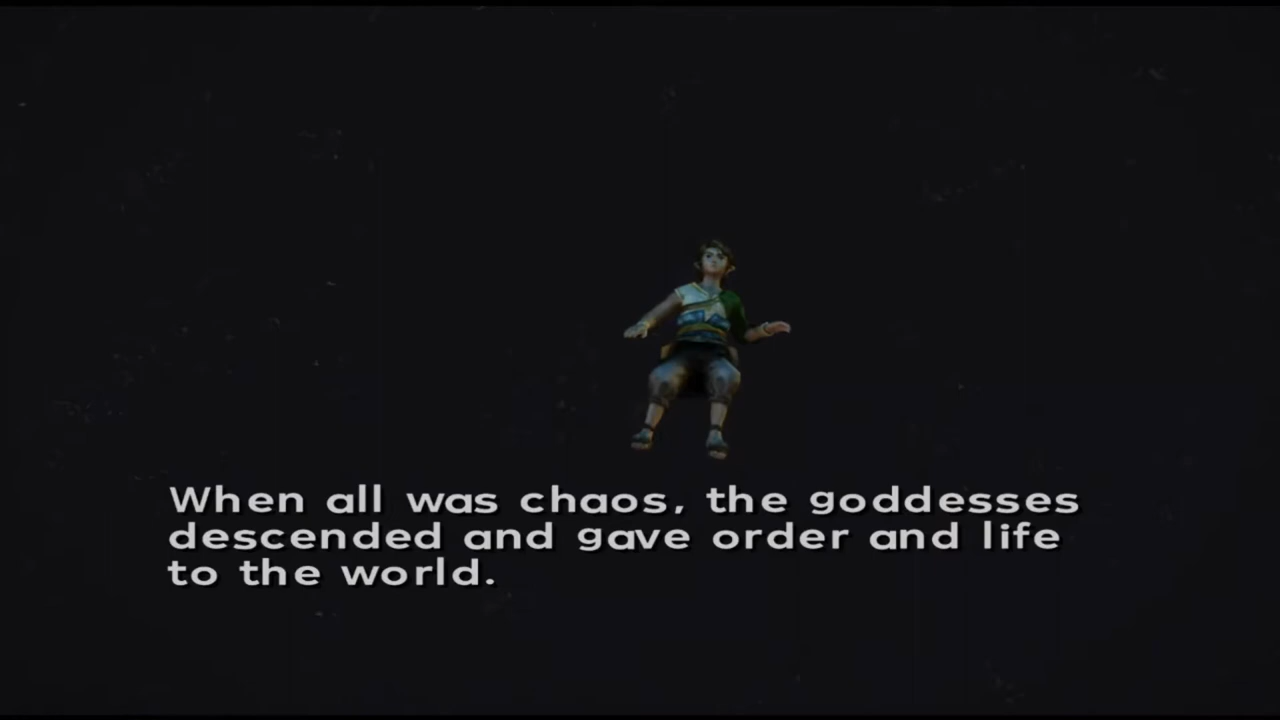 When all was chaos, the goddesses
descended and gave order and life
to the world.